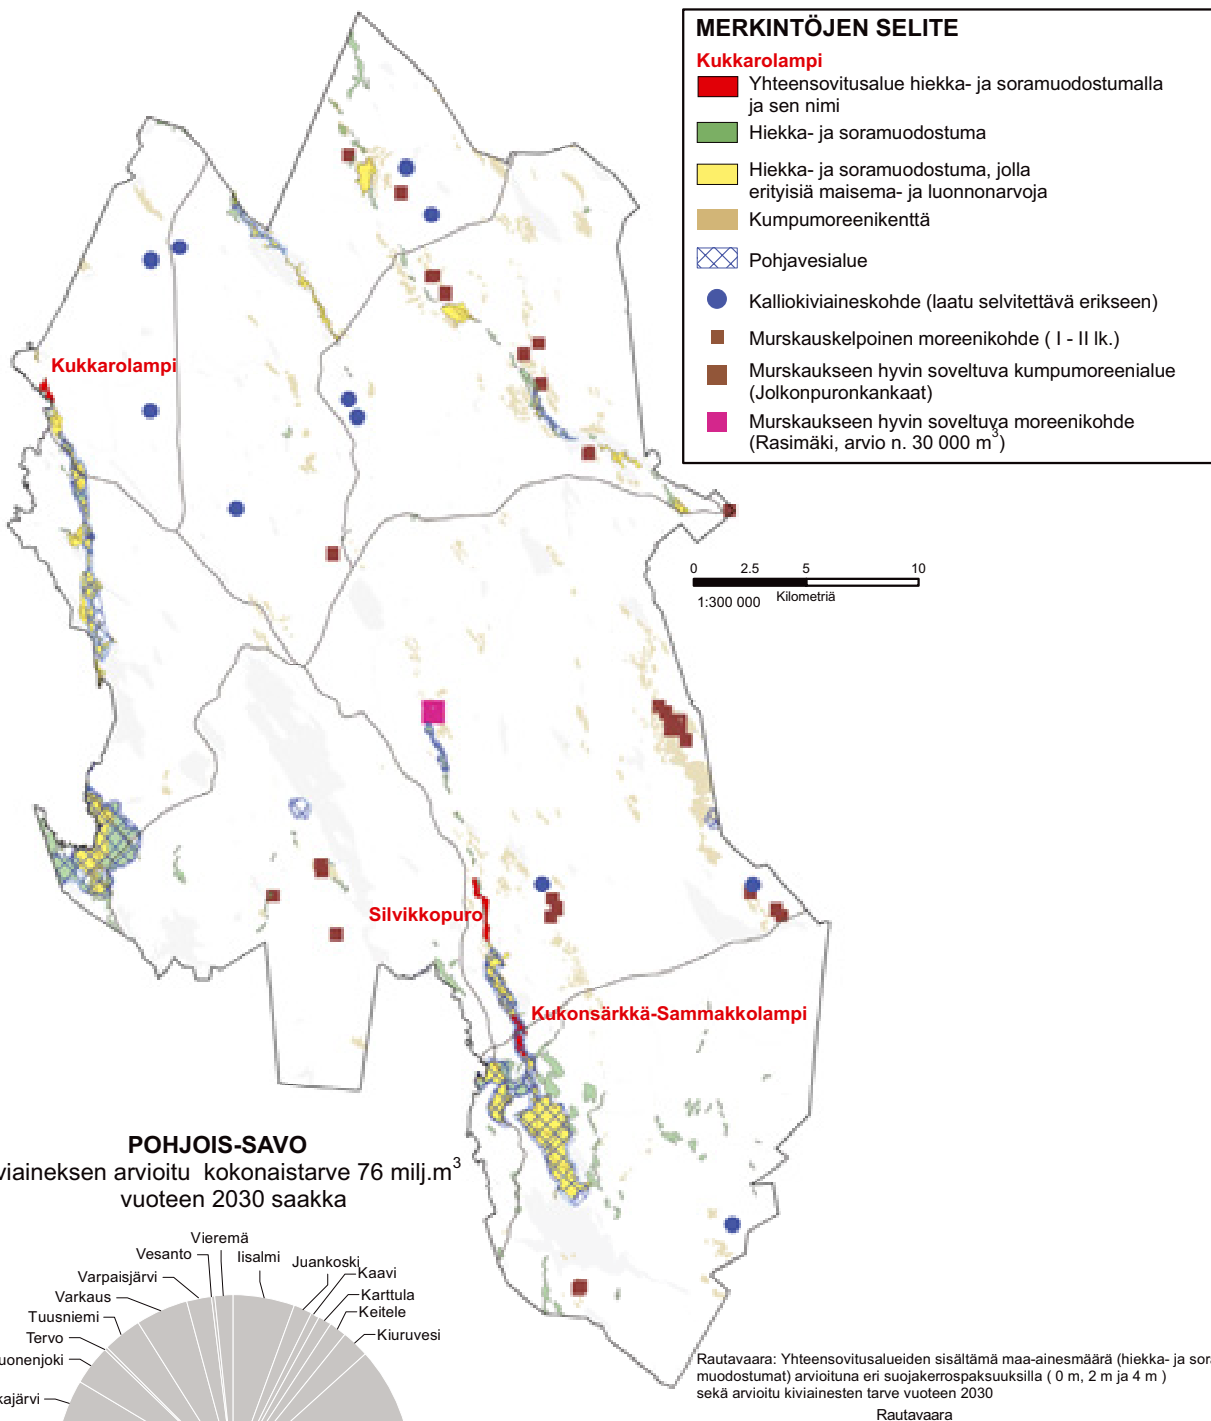 MERKINTÖJEN SELITE
Kukkarolampi
Yhteensovitusalue hiekka- ja soramuodostumalla
ja sen nimi
Hiekka- ja soramuodostuma
Hiekka- ja soramuodostuma, jolla
erityisiä maisema- ja luonnonarvoja
Kumpumoreenikenttä
Pohjavesialue
Kalliokiviaineskohde (laatu selvitettävä erikseen)
Murskauskelpoinen moreenikohde ( I - II lk.)
Murskaukseen hyvin soveltuva kumpumoreenialue
(Jolkonpuronkankaat)
Murskaukseen hyvin soveltuva moreenikohde
(Rasimäki, arvio n. 30 000 m³)
Kukkarolampi
0 2.5 5 10
1:300 000 Kilometriä
Silvikkopuro
Kukonsärkkä-Sammakkolampi
POHJOIS-SAVO
viaineksen arvioitu kokonaistarve 76 milj.m³
vuoteen 2030 saakka
Vieremä
Vesanto
Iisalmi
Juankoski
Varpaisjärvi
Kaavi
Varkaus
Karttula
Tuusniemi
Keitele
Tervo
Kiuruvesi
uonenjoki
kajärvi
Rautavaara: Yhteensovitusalueiden sisältämä maa-ainesmäärä (hiekka- ja sor
muodostumat) arvioituna eri suojakerrospaksuuksilla ( 0 m, 2 m ja 4 m )
sekä arvioitu kiviainesten tarve vuoteen 2030
Rautavaara